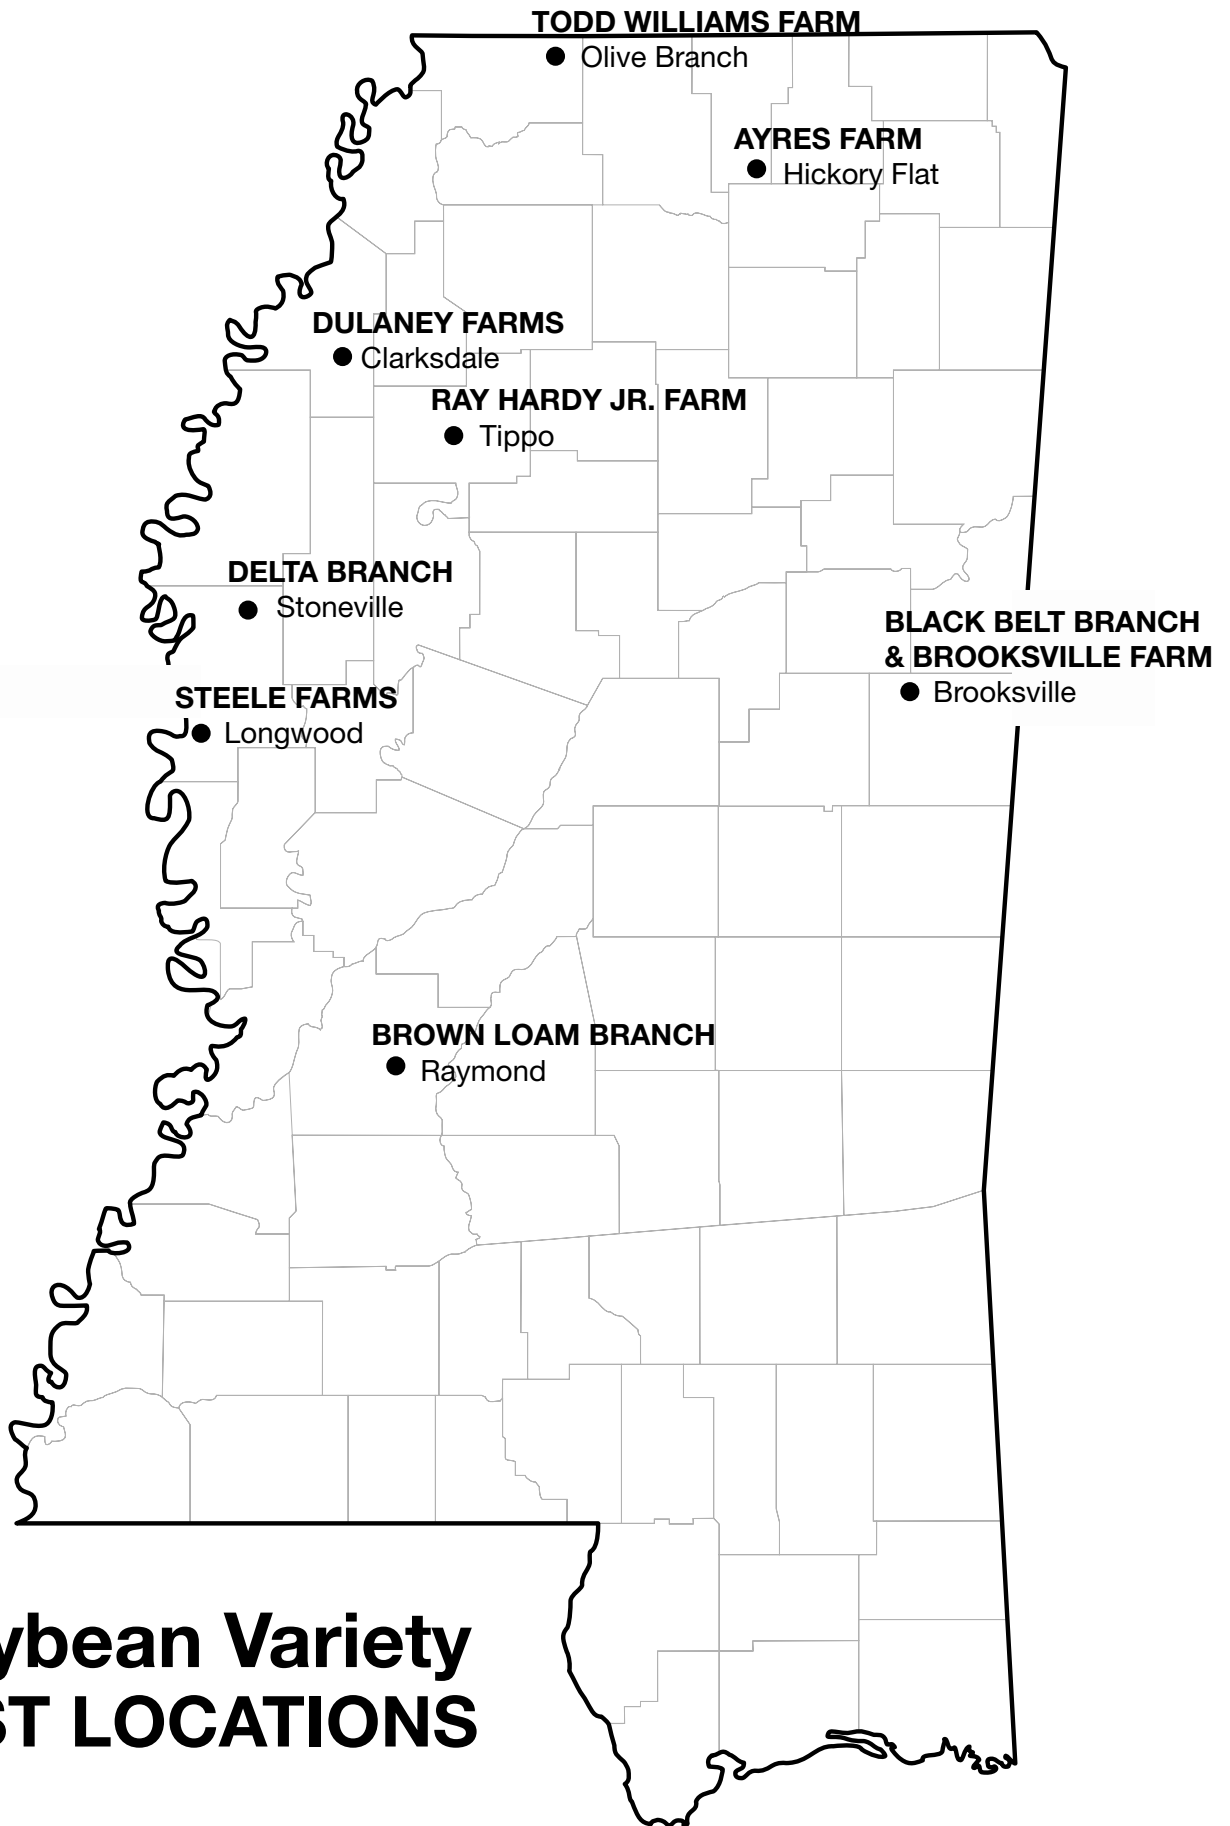 TODD WILLIAMS FARM
Olive Branch
AYRES FARM
Hickory Flat
DULANEY FARMS
Clarksdale
RAY HARDY JR. FARM
Tippo
DELTA BRANCH
Stoneville
BLACK BELT BRANCH
& BROOKSVILLE FARM
Brooksville
STEELE FARMS
Longwood
BROWN LOAM BRANCH
Raymond
ybean Variety
ST LOCATIONS